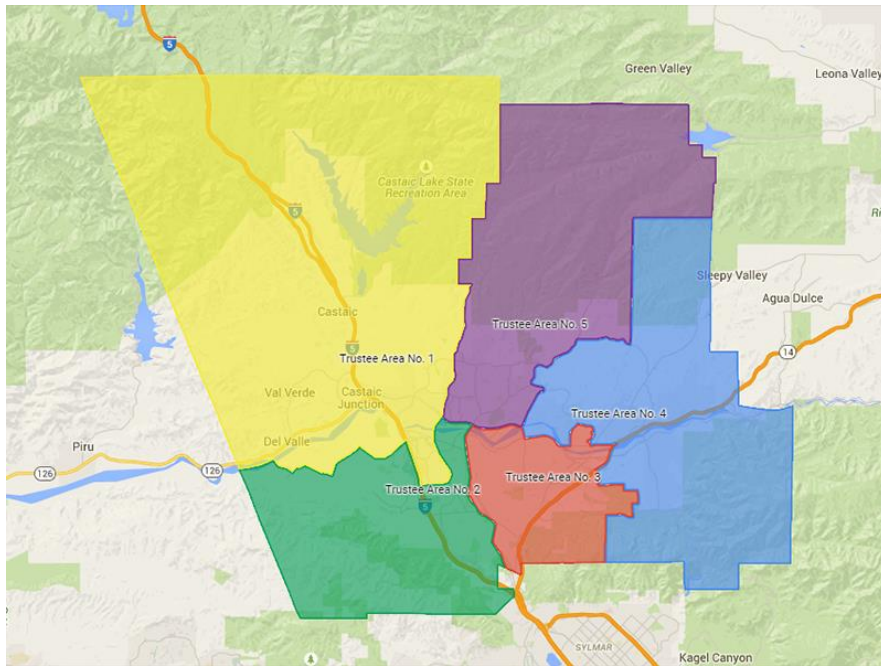 5
Green Valley
Leona Valley
Castaic Lake State
Recreation Area
5
Sleepy Valley
Agua Dulce
Castaic
Trustee Area No. 5
5
Trustee Area No. 1
14
Val Verde
Castaic
Junction
Trustee Area No. 4
Del Valle
Piru
126
126
Trustee Area No. 3
Trustee Area No. 2
5
SYLMAR
Kagel Canyon